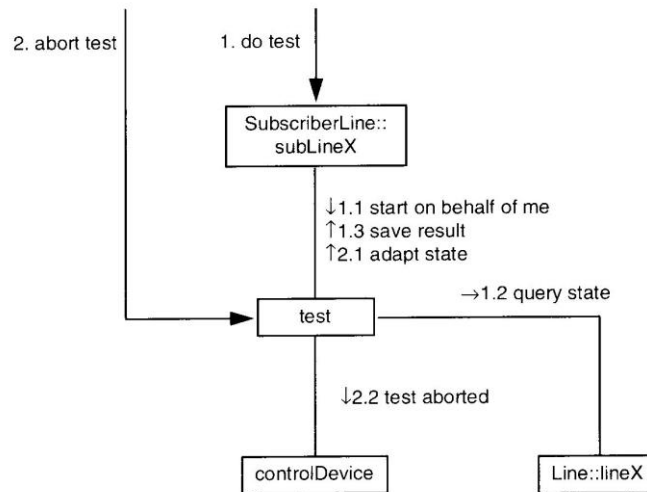 2. abort test
1. do test
SubscriberLine::
subLineX
↓1.1 start on behalf of me
↑1.3 save result
↑2.1 adapt state
→1.2 query state
test
↓2.2 test aborted
controlDevice
Line::lineX